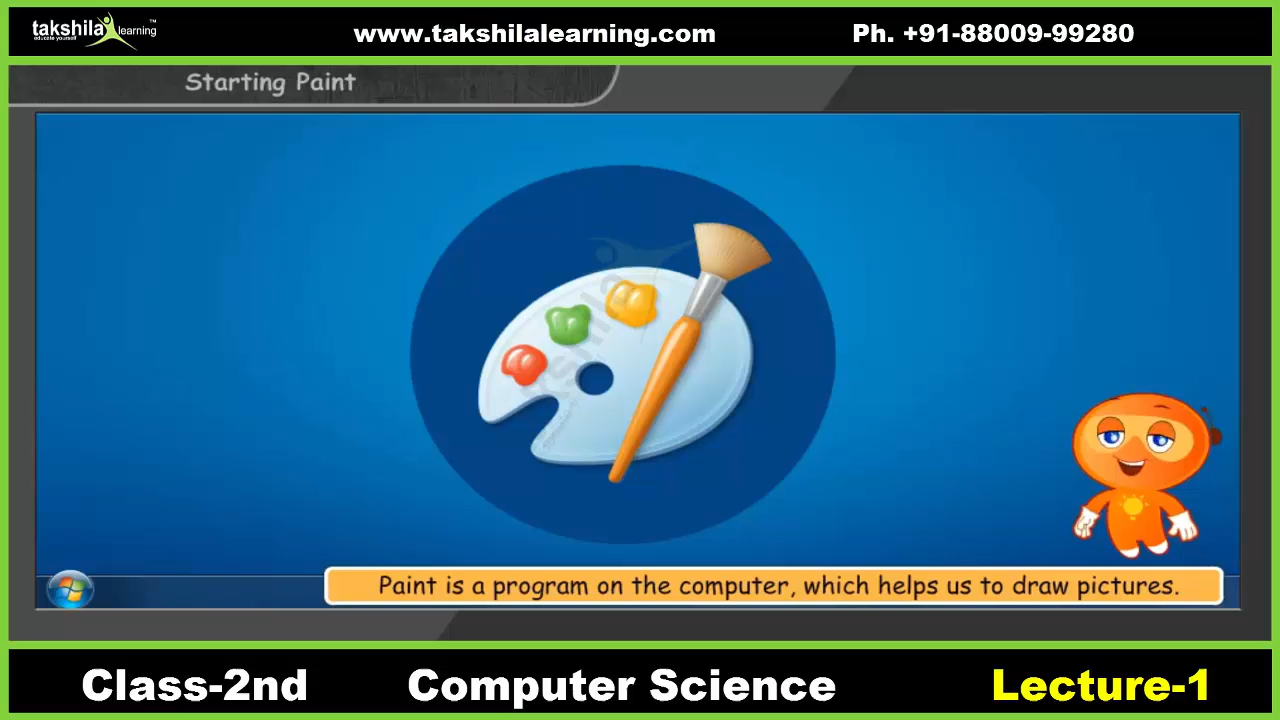 takshila learning TM
educate yourself
www.takshilalearning.com
Ph. +91-88009-99280
Starting Paint
Paint is a program on the computer, which helps us to draw pictures.
Class-2nd
Computer Science
Lecture-1